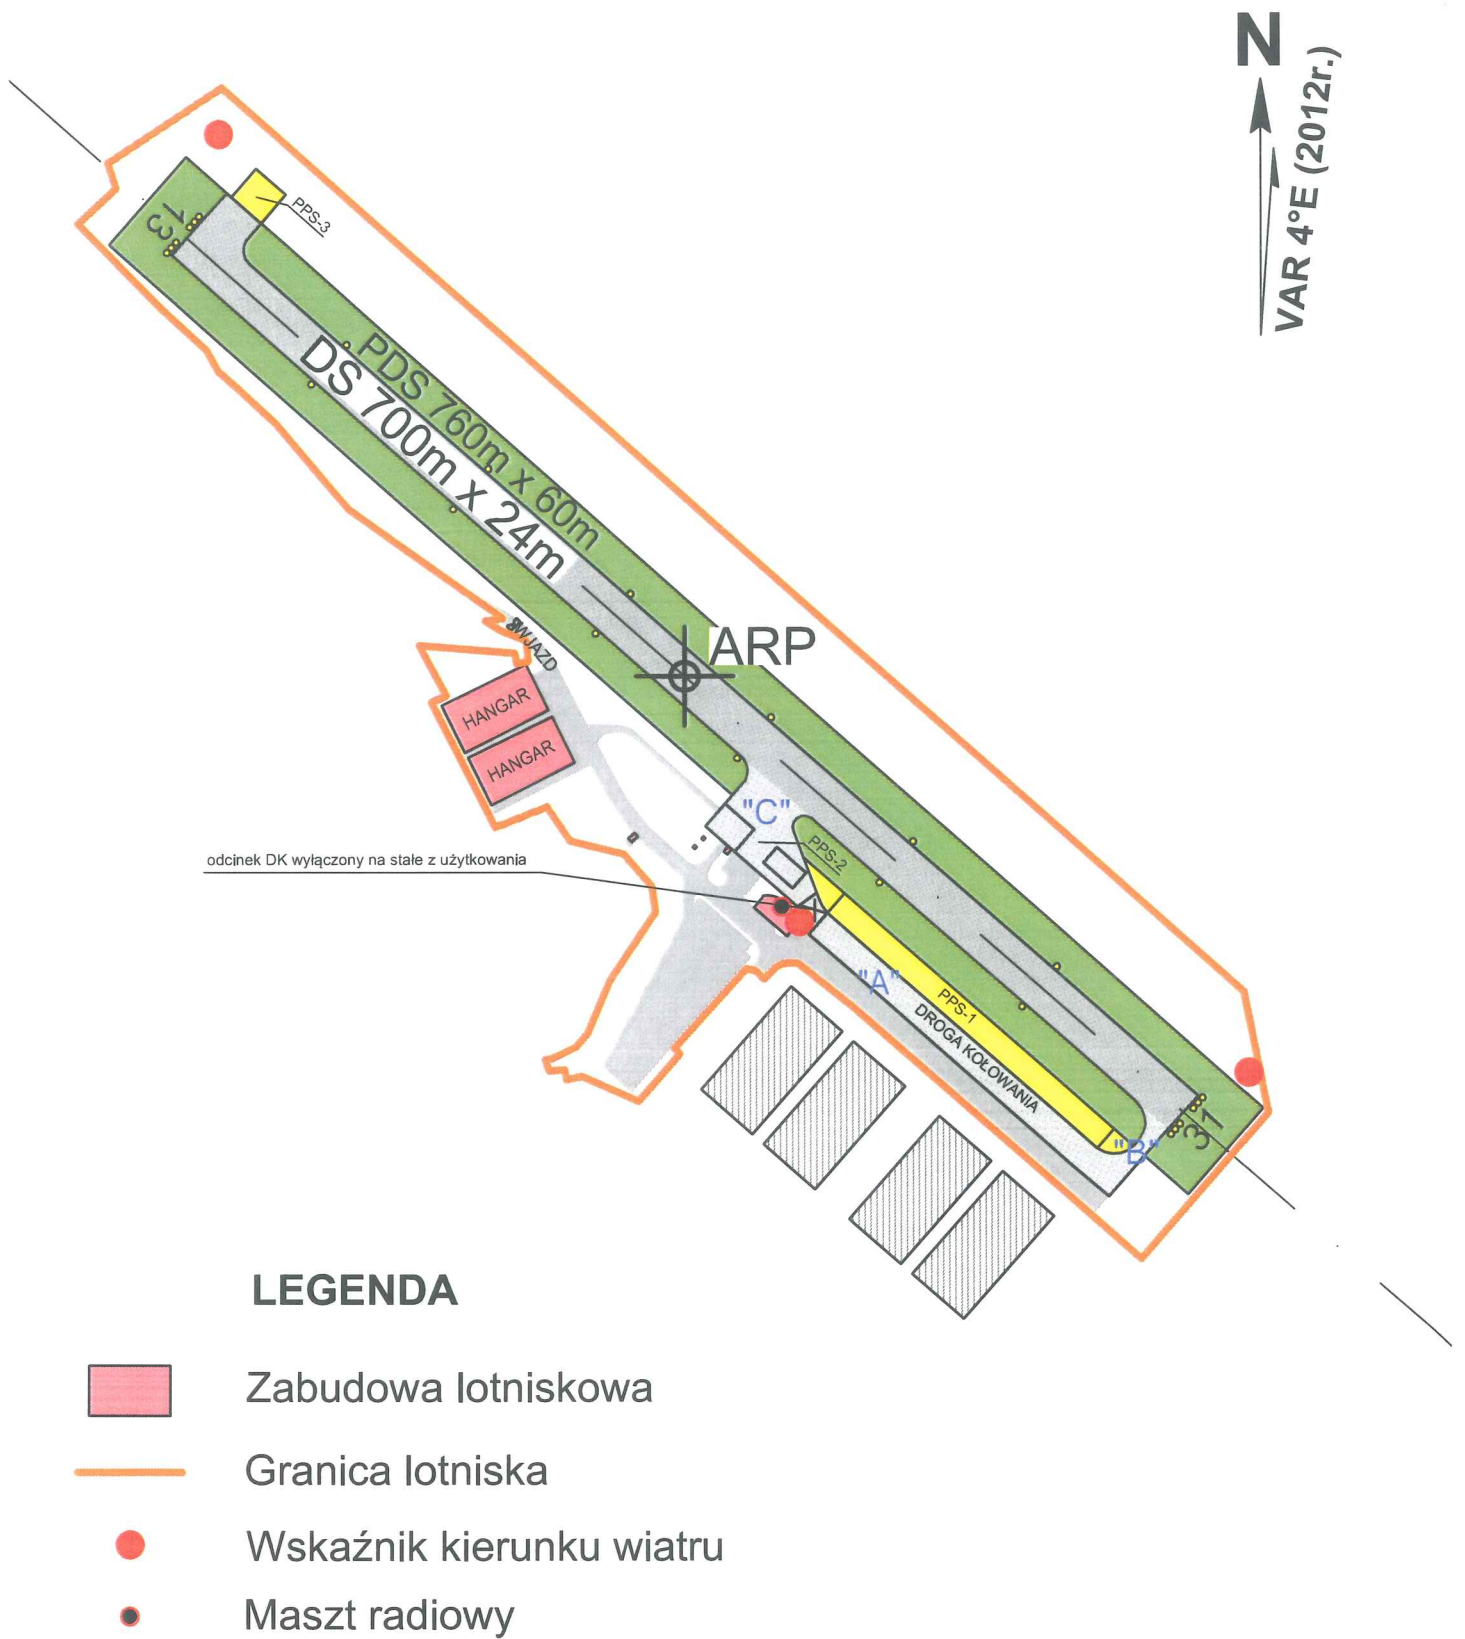 N
VAR 4°E (2012r.)
13
PPS-3
PDS 760m x 60m
DS 700m x 24m
ARP
WJAZD
HANGAR
HANGAR
"C"
PPS-2
odcinek DK wyłączony na stałe z użytkowania
"A"
PPS-1
DROGA KOŁOWANIA
"B"
31
LEGENDA
Zabudowa lotniskowa
Granica lotniska
Wskaźnik kierunku wiatru
Maszt radiowy